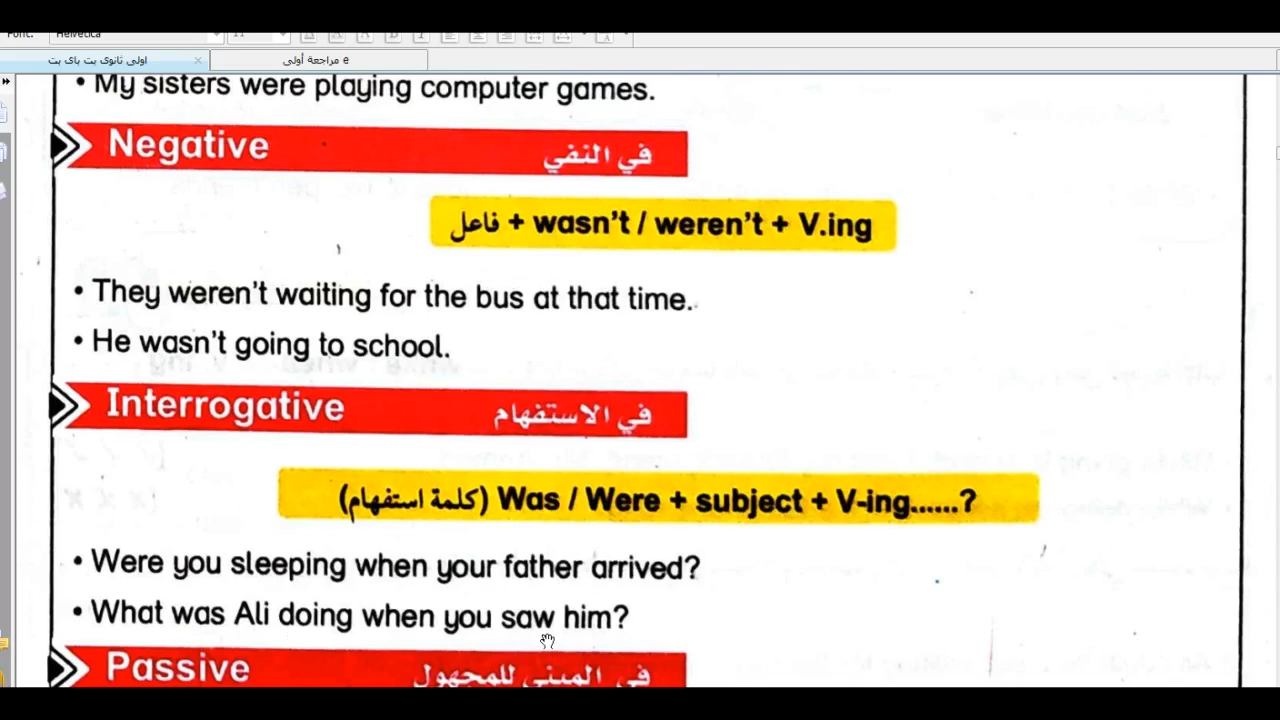 Helvetica
اولى ثانوى بت باى بت
مراجعة أولى e
• My sisters were playing computer games.
Negative في النفي
فاعل + wasn't / weren't + V.ing
• They weren't waiting for the bus at that time.
• He wasn't going to school.
Interrogative في الاستفهام
(كلمة استفهام) Was / Were + subject + V-ing......?
• Were you sleeping when your father arrived?
• What was Ali doing when you saw him?
Passive في المبني للمجهول